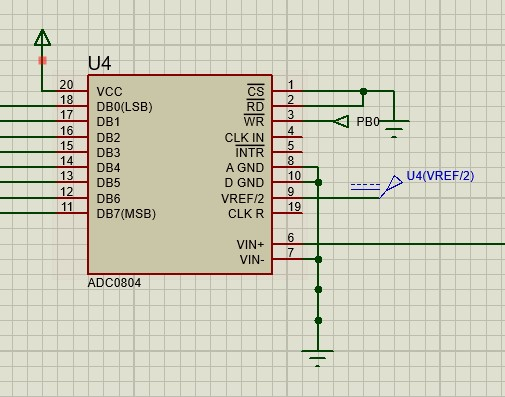 U4
20 VCC CS 1
18 DB0(LSB) RD 2
17 DB1 WR 3 PB0
16 DB2 CLK IN 4
15 DB3 INTR 5
14 DB4 A GND 8
13 DB5 D GND 10 U4(VREF/2)
12 DB6 VREF/2 9
11 DB7(MSB) CLK R 19
VIN+ 6
VIN- 7
ADC0804